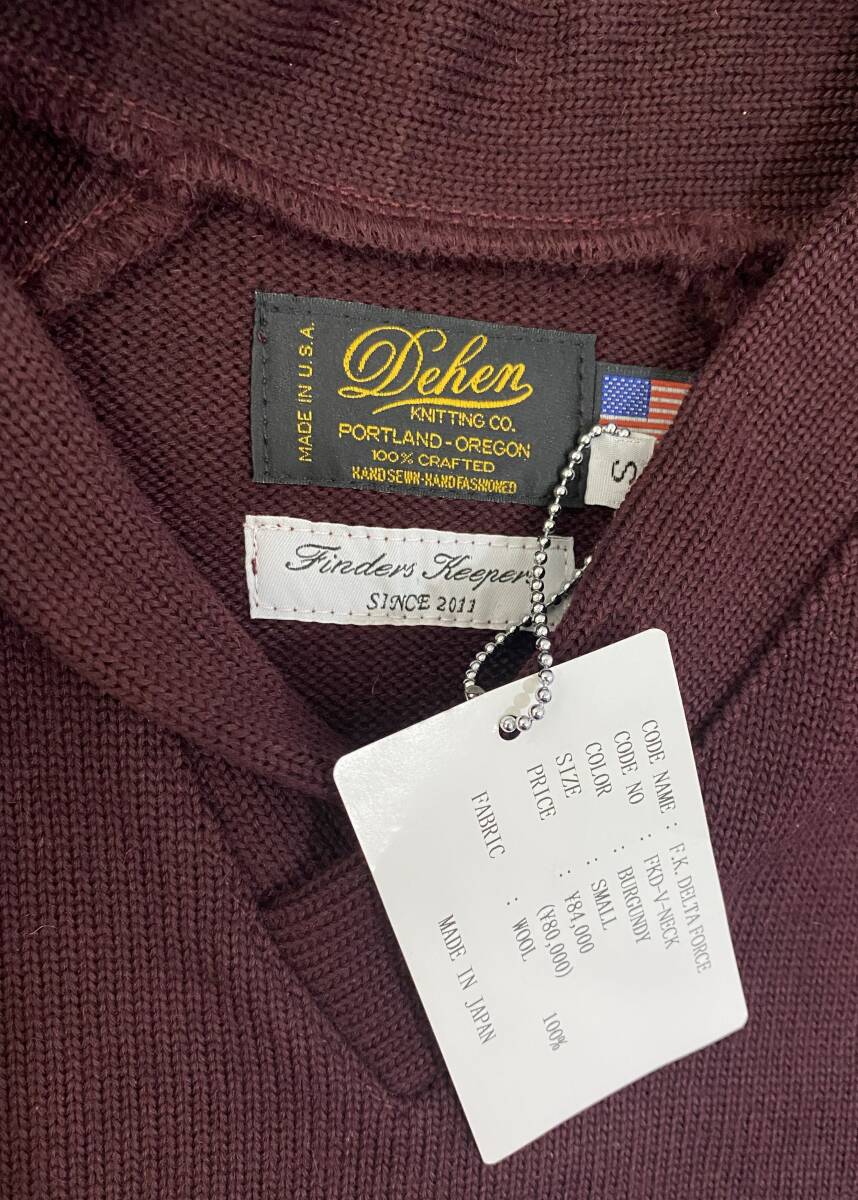 MADE IN U.S.A.
Dehen
KNITTING CO.
PORTLAND-OREGON
100% CRAFTED
HAND SEWN-HAND FASHIONED
S
Finders Keepers
SINCE 2011
CODE NAME : F.K. DELTA FORCE
CODE NO : FKD-V-NECK
COLOR : BURGUNDY
SIZE : SMALL
PRICE : ¥84,000
(¥80,000)
FABRIC : WOOL 100%
MADE IN JAPAN